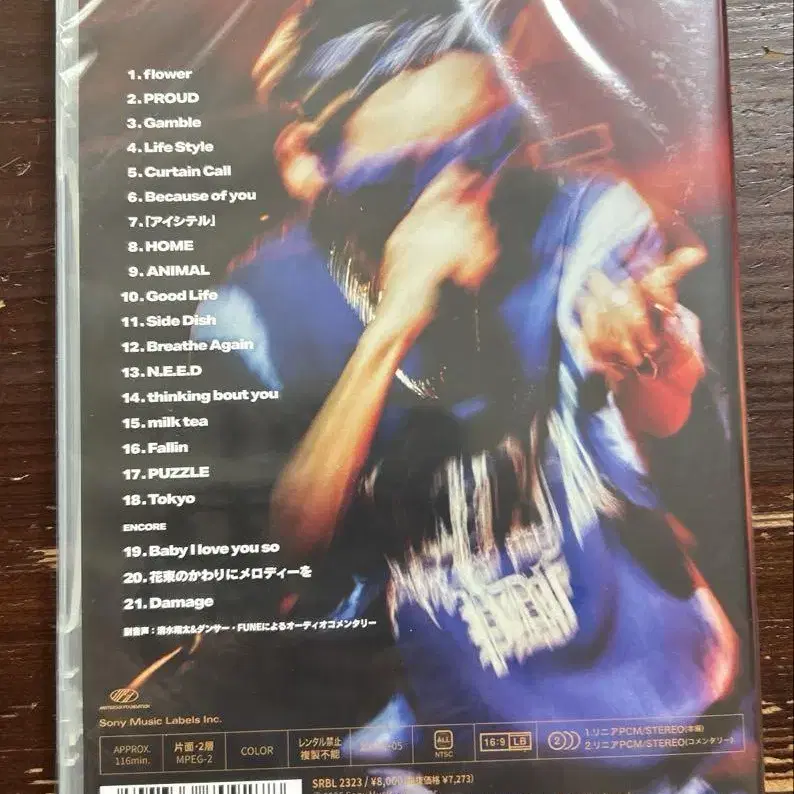 1. flower
2. PROUD
3. Gamble
4. Life Style
5. Curtain Call
6. Because of you
7.「アイシテル」
8. HOME
9. ANIMAL
10. Good Life
11. Side Dish
12. Breathe Again
13. N.E.E.D
14. thinking bout you
15. milk tea
16. Fallin
17. PUZZLE
18. Tokyo
ENCORE
19. Baby I love you so
20. 花束のかわりにメロディーを
21. Damage
副音声：清水翔太&ダンサー・FUNEによるオーディオコメンタリー
Sony Music Labels Inc.
APPROX. 116min.
片面・2層 MPEG-2
COLOR
レンタル禁止 複製不能
ALL NTSC
16:9 LB
2 1.リニアPCM/STEREO(本編)
2.リニアPCM/STEREO(コメンタリー)
SRBL 2323 / ¥8,000(税抜価格 ¥7,273)